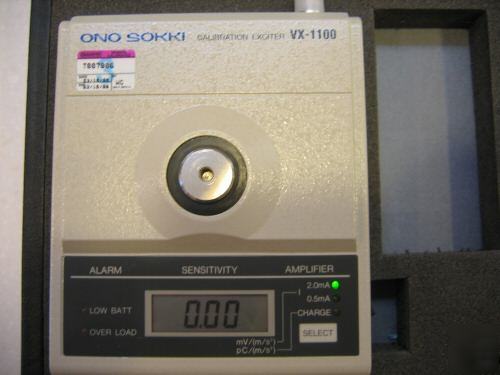 ONO SOKKI CALIBRATION EXCITER VX-1100
7887906
ALARM SENSITIVITY AMPLIFIER
2.0mA
0.5mA
LOW BATT
CHARGE
0.00
OVER LOAD
SELECT
mV/(m/s²)
pC/(m/s²)